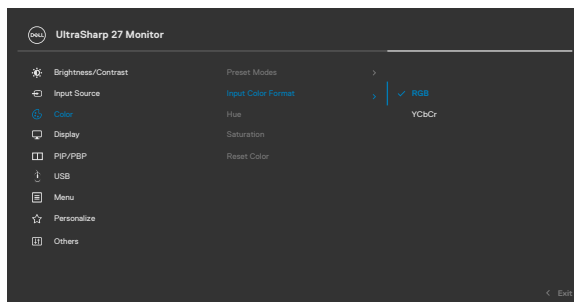 DELL UltraSharp 27 Monitor
Brightness/Contrast Preset Modes >
Input Source Input Color Format > ✓ RGB
Color Hue YCbCr
Display Saturation
PIP/PBP Reset Color
USB
Menu
Personalize
Others
< Exit